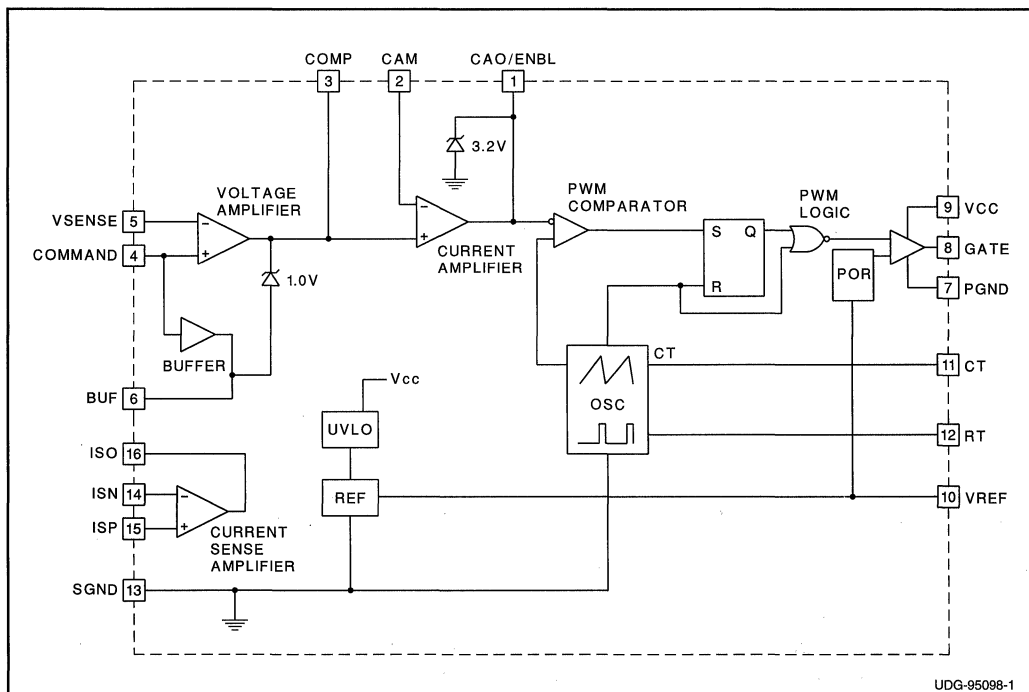 COMP CAM CAO/ENBL
3 2 1
3.2V
VOLTAGE
AMPLIFIER
PWM
COMPARATOR
PWM
LOGIC
VSENSE 5
COMMAND 4
− +
− +
CURRENT
AMPLIFIER
S Q
R
9 VCC
8 GATE
7 PGND
POR
1.0V
BUFFER
BUF 6
CT
OSC
11 CT
12 RT
10 VREF
Vcc
UVLO
REF
ISO 16
ISN 14
ISP 15
− +
CURRENT
SENSE
AMPLIFIER
SGND 13
UDG-95098-1